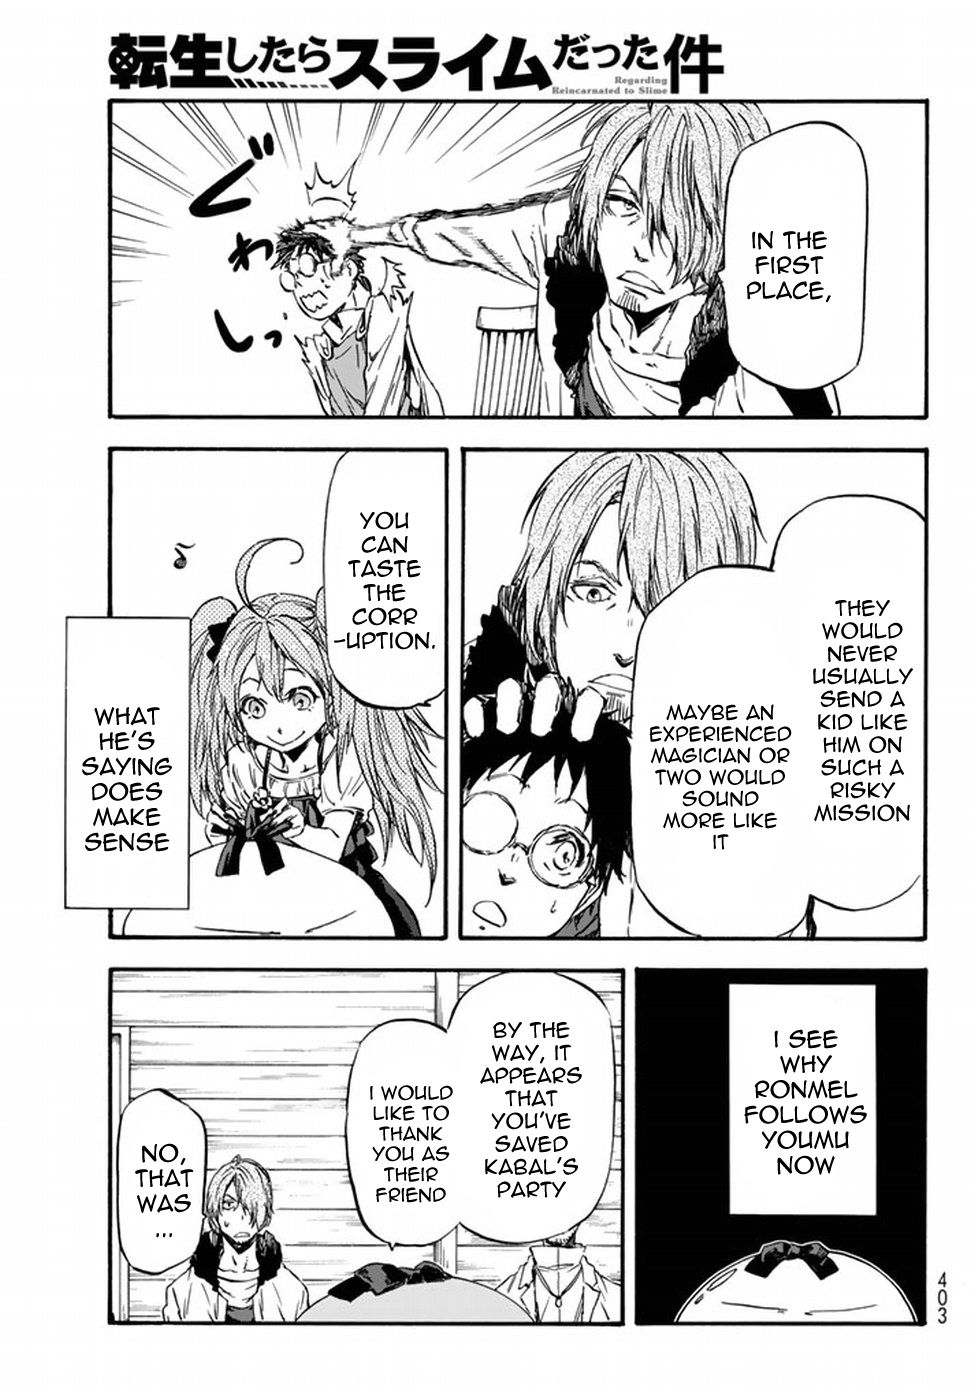 転生したらスライムだった件
Regarding
Reincarnated to Slime
IN THE
FIRST
PLACE,
ぐ
わ
しっ
THEY
WOULD
NEVER
USUALLY
SEND A
KID LIKE
HIM ON
SUCH A
RISKY
MISSION
MAYBE AN
EXPERIENCED
MAGICIAN OR
TWO WOULD
SOUND
MORE LIKE
IT
YOU
CAN
TASTE
THE
CORR
-UPTION.
WHAT
HE'S
SAYING
DOES
MAKE
SENSE
I SEE
WHY
RONMEL
FOLLOWS
YOUMU
NOW
BY THE
WAY, IT
APPEARS
THAT
YOU'VE
SAVED
KABAL'S
PARTY
I WOULD
LIKE TO
THANK
YOU AS
THEIR
FRIEND
NO,
THAT
WAS
...
403